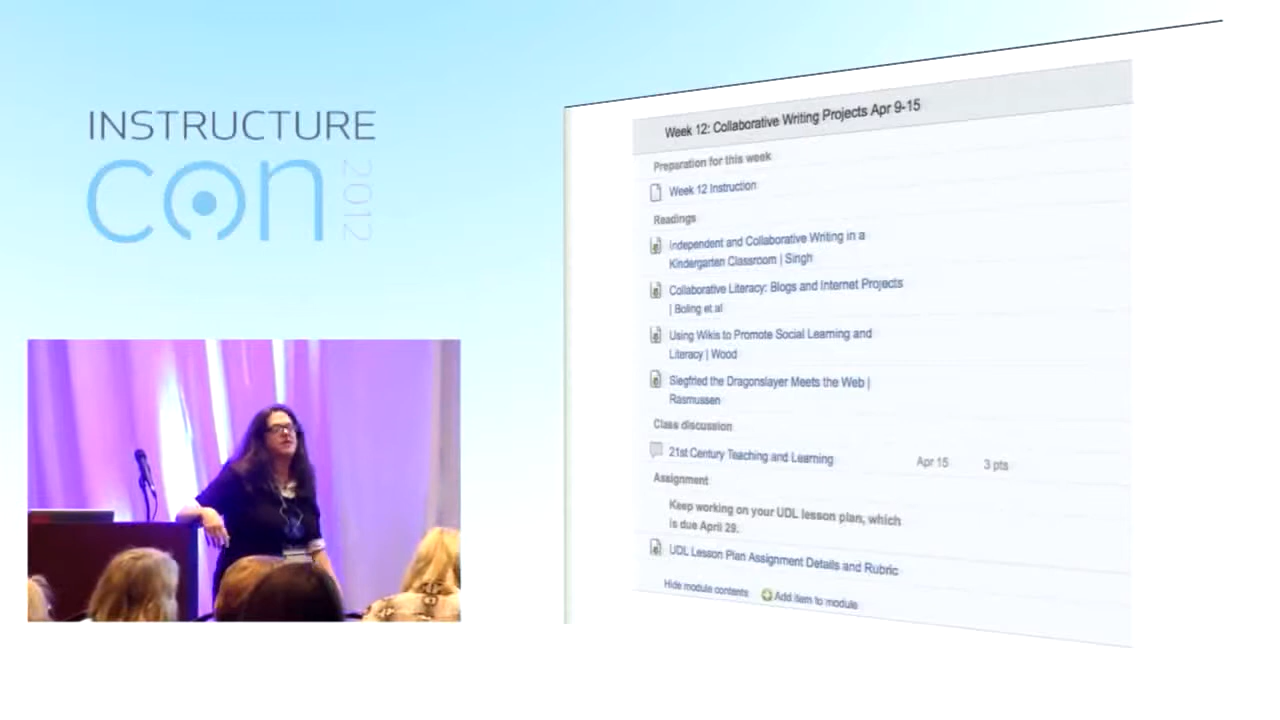 INSTRUCTURE
con 2012
Week 12: Collaborative Writing Projects Apr 9-15
Preparation for this week
Week 12 Instruction
Readings
Independent and Collaborative Writing in a
Kindergarten Classroom | Singh
Collaborative Literacy: Blogs and Internet Projects
| Boling et al
Using Wikis to Promote Social Learning and
Literacy | Wood
Siegfried the Dragonslayer Meets the Web |
Rasmussen
Class discussion
21st Century Teaching and Learning Apr 15 3 pts
Assignment
Keep working on your UDL lesson plan, which
is due April 29.
UDL Lesson Plan Assignment Details and Rubric
Hide module contents Add item to module